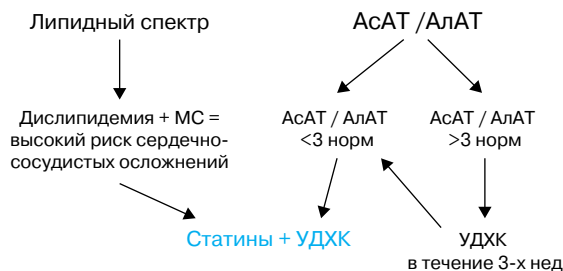 Липидный спектр
АсАТ /АлАТ
Дислипидемия + МС =
высокий риск сердечно-
сосудистых осложнений
АсАТ / АлАТ
<3 норм
АсАТ / АлАТ
>3 норм
Статины + УДХК
УДХК
в течение 3-х нед